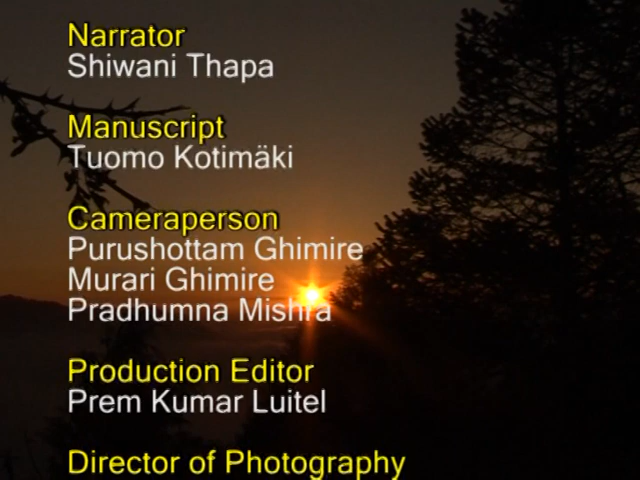 Narrator
Shiwani Thapa
Manuscript
Tuomo Kotimäki
Cameraperson
Purushottam Ghimire
Murari Ghimire
Pradhumna Mishra
Production Editor
Prem Kumar Luitel
Director of Photography